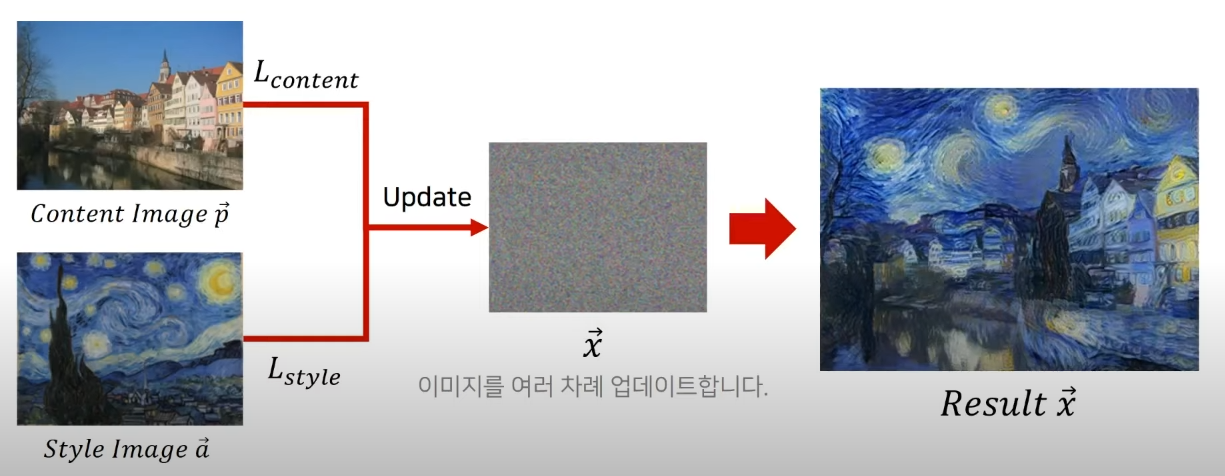 L_content
Content Image p⃗
Update
x⃗
이미지를 여러 차례 업데이트합니다.
L_style
Style Image a⃗
Result x⃗